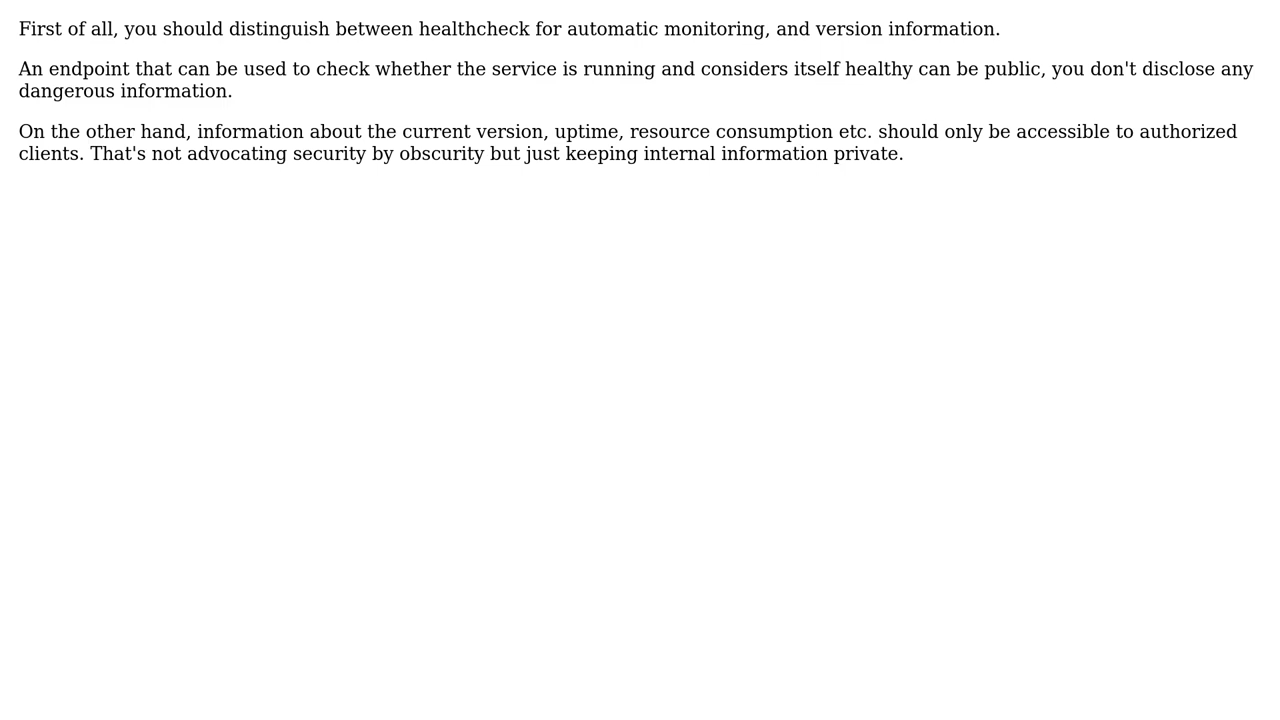 First of all, you should distinguish between healthcheck for automatic monitoring, and version information.
An endpoint that can be used to check whether the service is running and considers itself healthy can be public, you don't disclose any
dangerous information.
On the other hand, information about the current version, uptime, resource consumption etc. should only be accessible to authorized
clients. That's not advocating security by obscurity but just keeping internal information private.